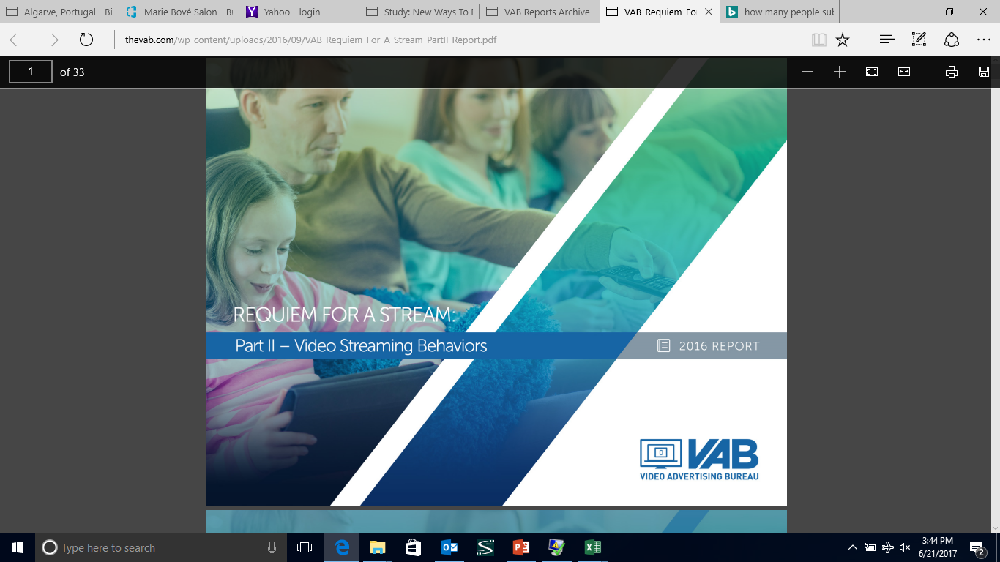 Algarve, Portugal - Bi
Marie Bové Salon - B
Yahoo - login
Study: New Ways To
VAB Reports Archive
VAB-Requiem-Fo
how many people sub
thevab.com/wp-content/uploads/2016/09/VAB-Requiem-For-A-Stream-PartII-Report.pdf
1 of 33
REQUIEM FOR A STREAM:
Part II – Video Streaming Behaviors
2016 REPORT
VAB
VIDEO ADVERTISING BUREAU
Type here to search
3:44 PM
6/21/2017
2